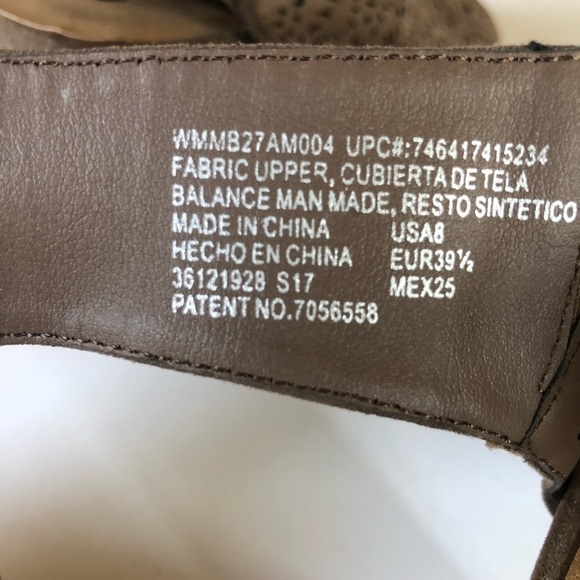 WMMB27AM004 UPC#:746417415234
FABRIC UPPER, CUBIERTA DE TELA
BALANCE MAN MADE, RESTO SINTETICO
MADE IN CHINA USA8
HECHO EN CHINA EUR39½
36121928 S17 MEX25
PATENT NO.7056558